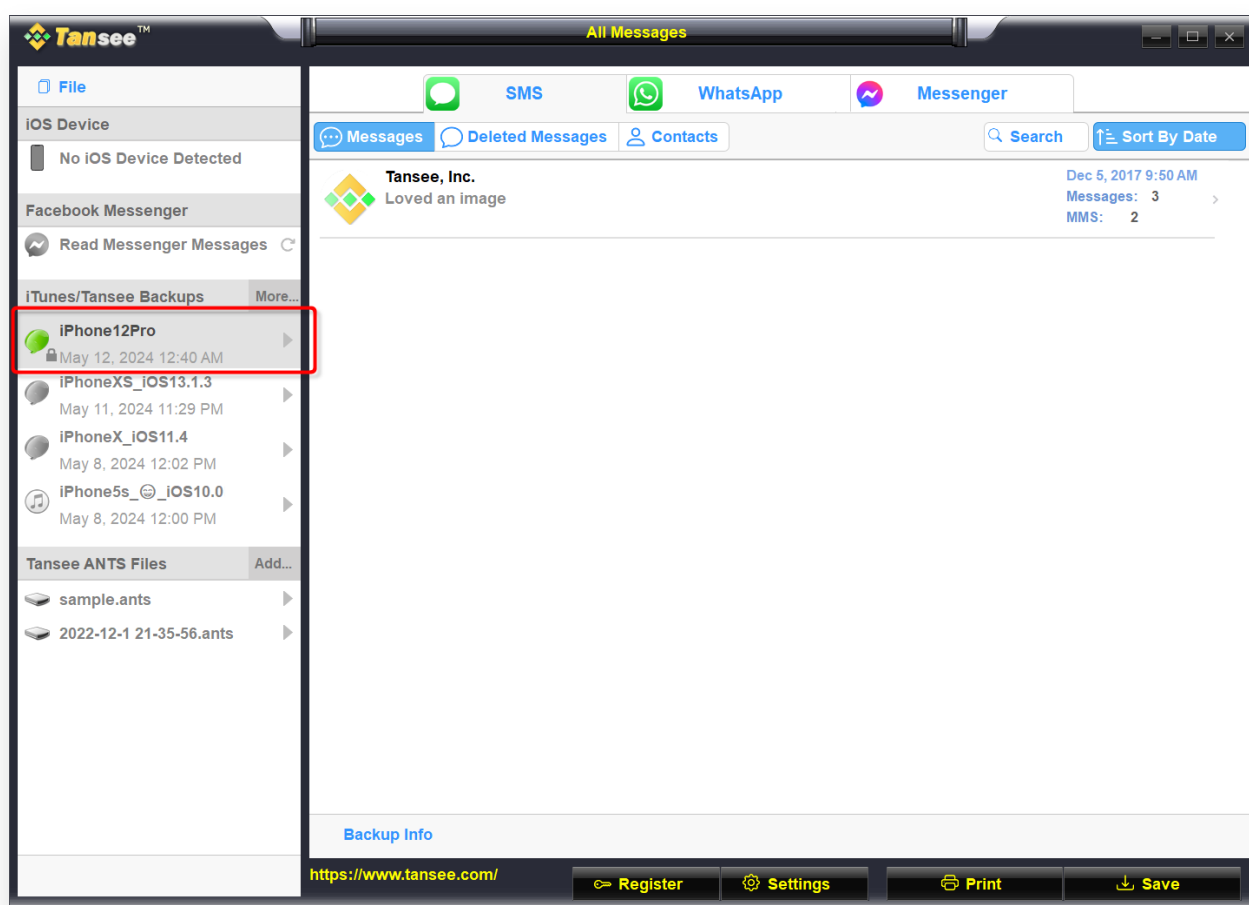 Tansee™
All Messages
File
iOS Device
No iOS Device Detected
Facebook Messenger
Read Messenger Messages
iTunes/Tansee Backups More...
iPhone12Pro
May 12, 2024 12:40 AM
iPhoneXS_iOS13.1.3
May 11, 2024 11:29 PM
iPhoneX_iOS11.4
May 8, 2024 12:02 PM
iPhone5s_😁_iOS10.0
May 8, 2024 12:00 PM
Tansee ANTS Files Add...
sample.ants
2022-12-1 21-35-56.ants
SMS WhatsApp Messenger
Messages Deleted Messages Contacts Search Sort By Date
Tansee, Inc. Dec 5, 2017 9:50 AM
Loved an image Messages: 3
MMS: 2
Backup Info
https://www.tansee.com/ Register Settings Print Save